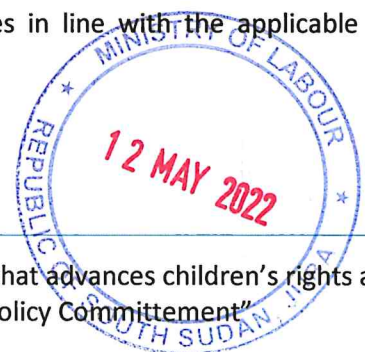 es in line with the applicable
MINISTRY OF LABOUR
12 MAY 2022
REPUBLIC OF SOUTH SUDAN,
hat advances children's rights a
olicy Committement"